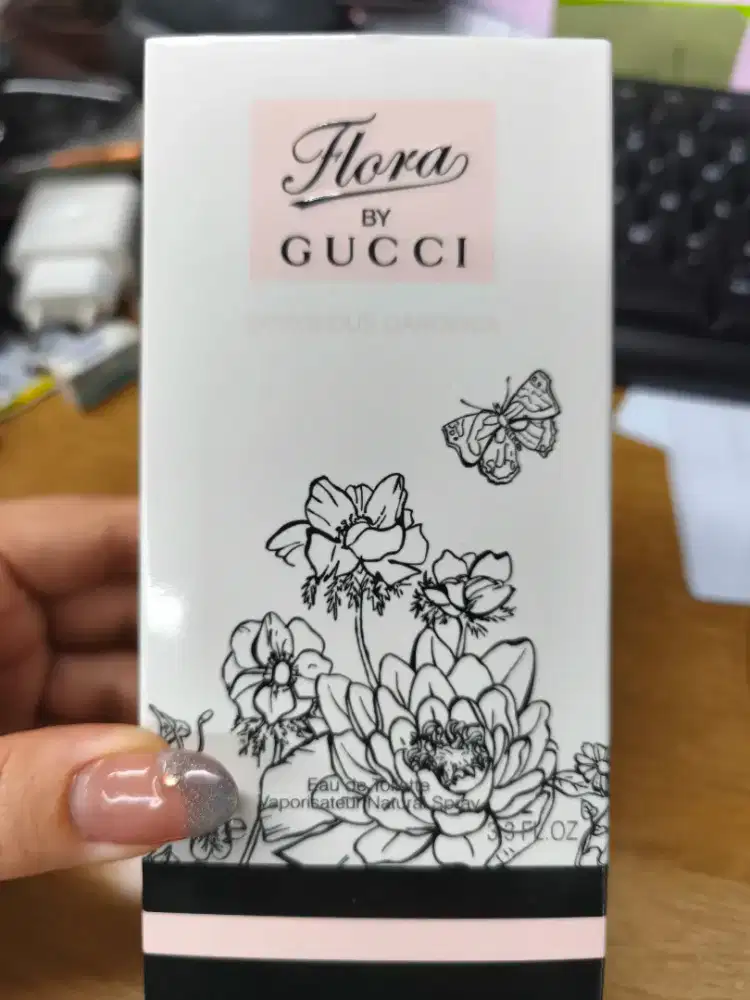 Flora
BY
GUCCI
Eau de Toilette
Vaporisateur Natural Spray
3.3 FL.OZ